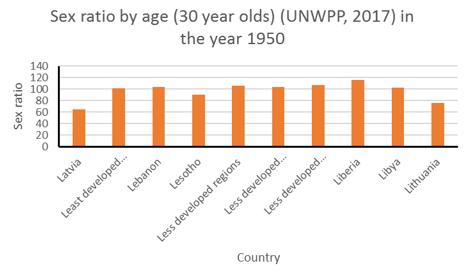 Sex ratio by age (30 year olds) (UNWPP, 2017) in
the year 1950
Sex ratio
140
120
100
80
60
40
20
0
Latvia
Least developed...
Lebanon
Lesotho
Less developed regions
Less developed...
Less developed...
Liberia
Libya
Lithuania
Country